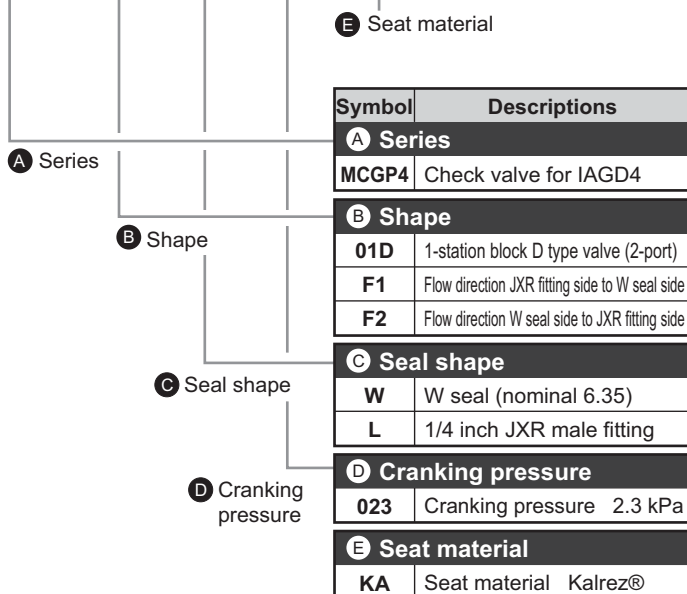 E Seat material
Symbol Descriptions
A Series
MCGP4 Check valve for IAGD4
A Series
B Shape
01D 1-station block D type valve (2-port)
F1 Flow direction JXR fitting side to W seal side
F2 Flow direction W seal side to JXR fitting side
B Shape
C Seal shape
W W seal (nominal 6.35)
L 1/4 inch JXR male fitting
C Seal shape
D Cranking pressure
023 Cranking pressure 2.3 kPa
D Cranking
pressure
E Seat material
KA Seat material Kalrez®